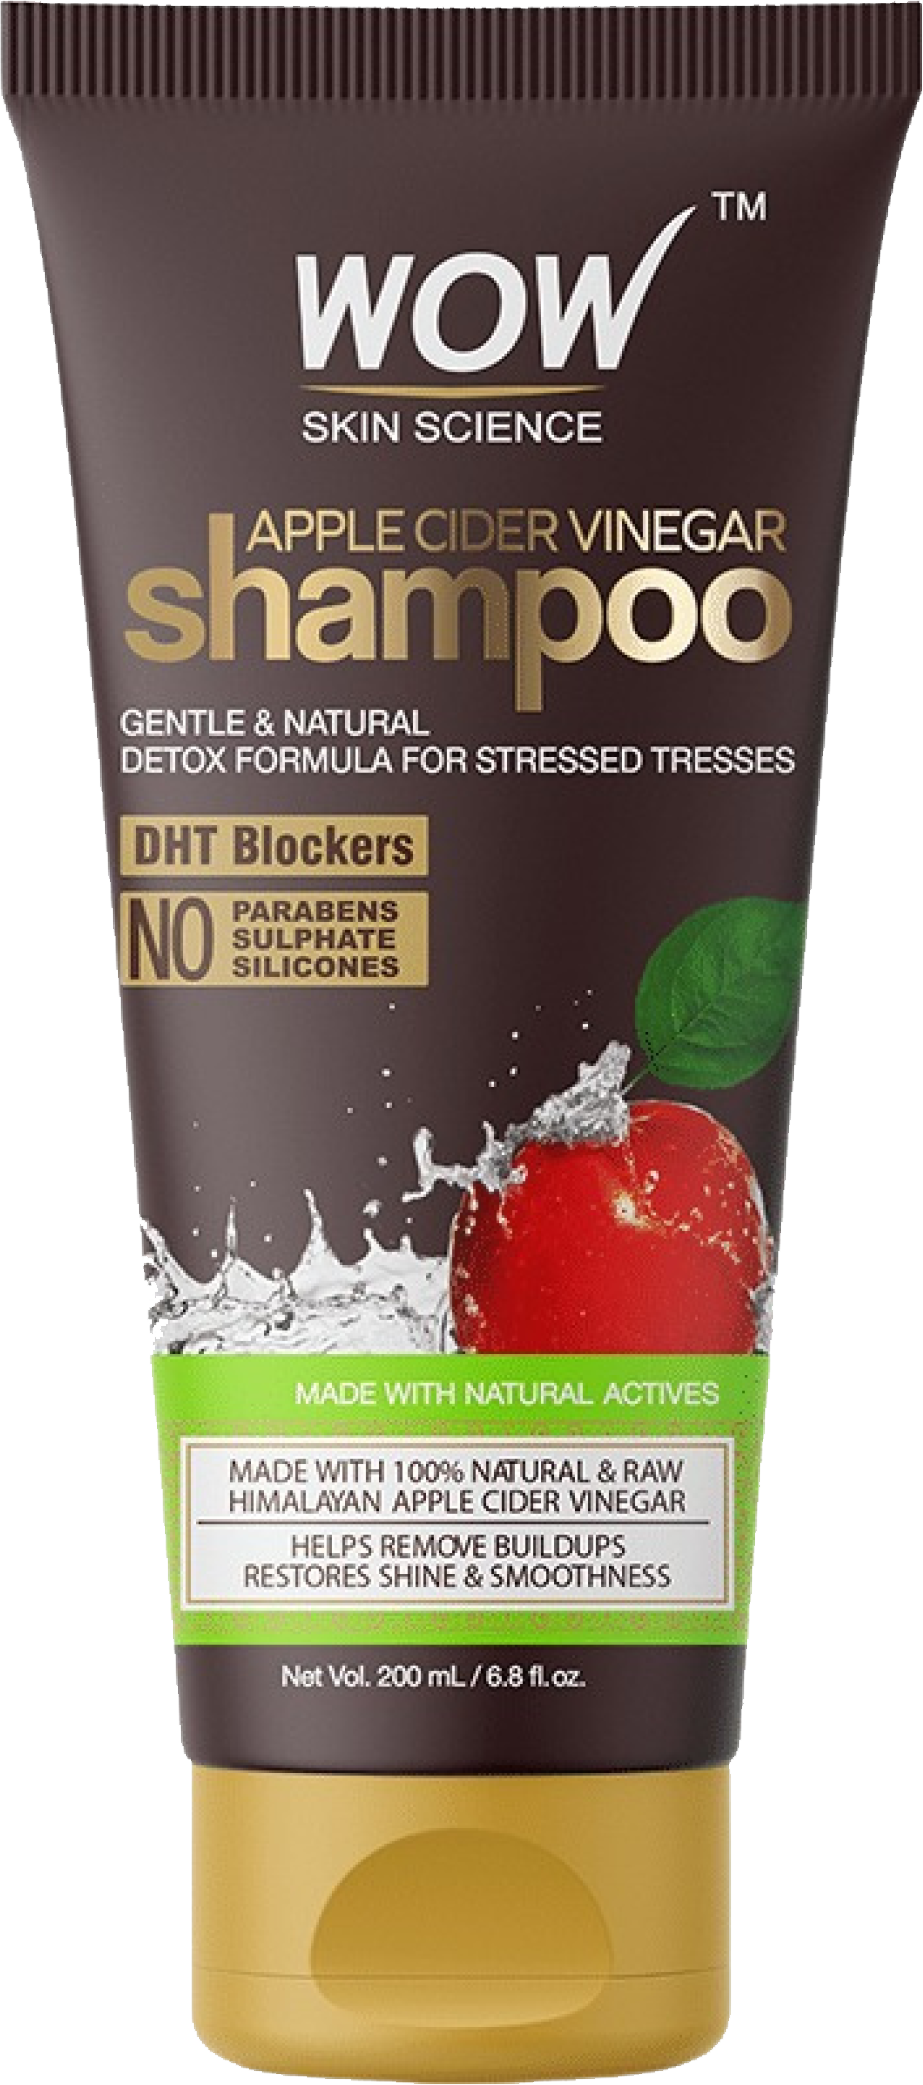 WOW™
SKIN SCIENCE
APPLE CIDER VINEGAR
shampoo
GENTLE & NATURAL
DETOX FORMULA FOR STRESSED TRESSES
DHT Blockers
NO PARABENS
SULPHATE
SILICONES
MADE WITH NATURAL ACTIVES
MADE WITH 100% NATURAL & RAW
HIMALAYAN APPLE CIDER VINEGAR
HELPS REMOVE BUILDUPS
RESTORES SHINE & SMOOTHNESS
Net Vol. 200 mL / 6.8 fl.oz.